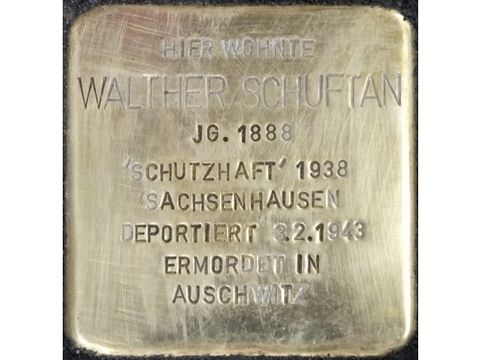 HIER WOHNTE
WALTHER SCHUFTAN
JG. 1888
'SCHUTZHAFT' 1938
SACHSENHAUSEN
DEPORTIERT 3.2.1943
ERMORDET IN
AUSCHWITZ